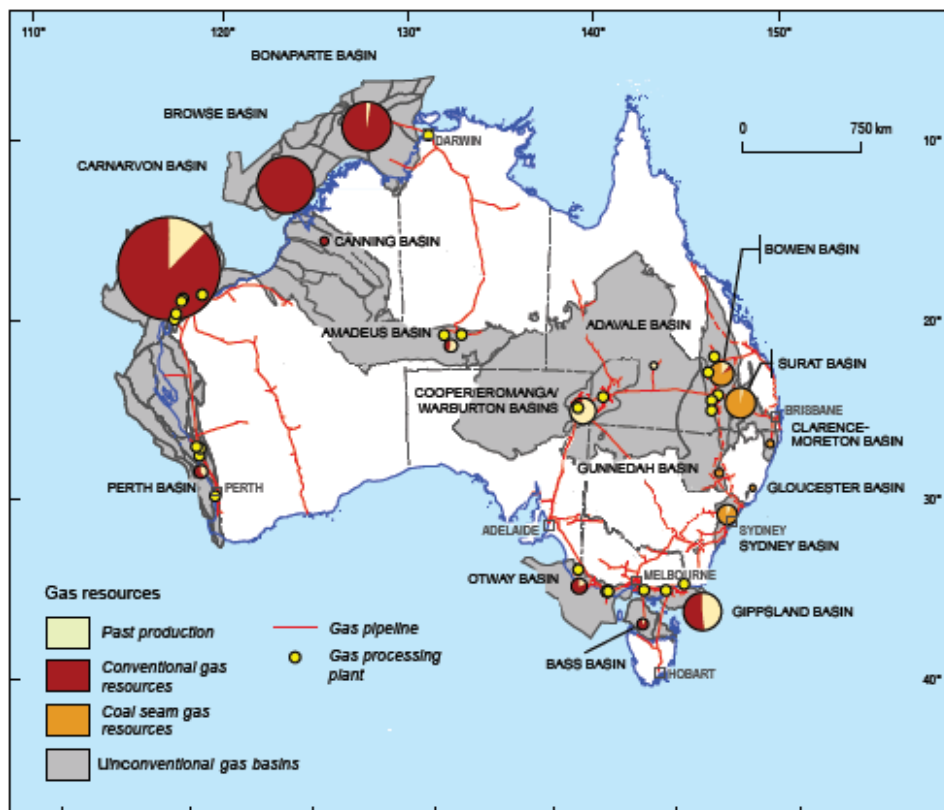 110°
120°
130°
140°
150°
BONAPARTE BASIN
BROWSE BASIN
CARNARVON BASIN
10°
DARWIN
0
750 km
10°
CANNING BASIN
BOWEN BASIN
20°
AMADEUS BASIN
ADAVALE BASIN
20°
SURAT BASIN
COOPER/EROMANGA/
WARBURTON BASINS
BRISBANE
CLARENCE-
MORETON BASIN
GUNNEDAH BASIN
PERTH BASIN
PERTH
GLOUCESTER BASIN
30°
ADELAIDE
SYDNEY
30°
SYDNEY BASIN
OTWAY BASIN
MELBOURNE
GIPPSLAND BASIN
BASS BASIN
HOBART
40°
Gas resources
Past production
Conventional gas
resources
Coal seam gas
resources
Unconventional gas basins
Gas pipeline
Gas processing
plant
40°